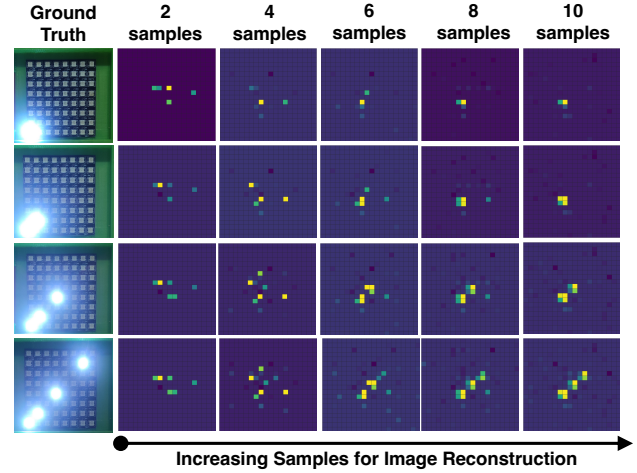 Ground Truth
2 samples
4 samples
6 samples
8 samples
10 samples
Increasing Samples for Image Reconstruction